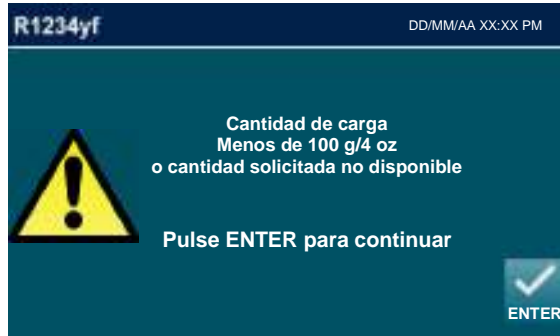 R1234yf
DD/MM/AA XX:XX PM
Cantidad de carga
Menos de 100 g/4 oz
o cantidad solicitada no disponible
Pulse ENTER para continuar
ENTER